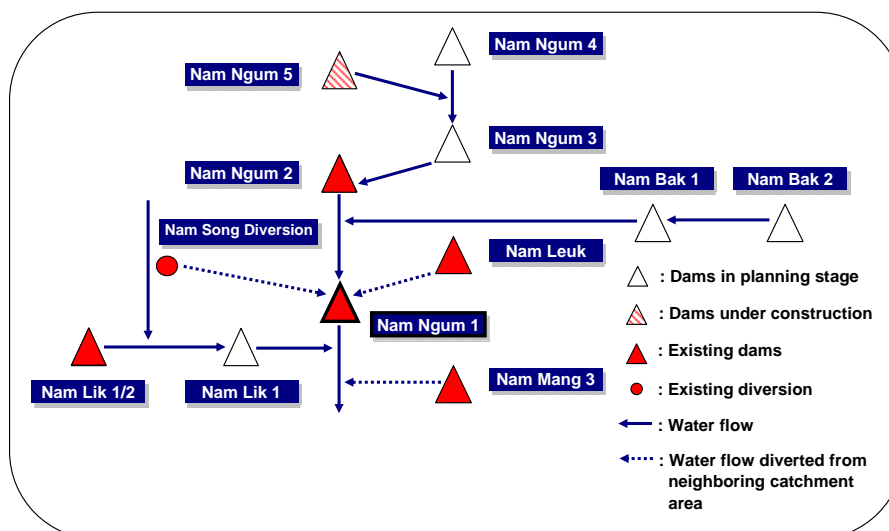 Nam Ngum 4
Nam Ngum 5
Nam Ngum 3
Nam Ngum 2
Nam Bak 1
Nam Bak 2
Nam Song Diversion
Nam Leuk
: Dams in planning stage
: Dams under construction
Nam Ngum 1
: Existing dams
Nam Lik 1/2
Nam Lik 1
Nam Mang 3
: Existing diversion
: Water flow
: Water flow diverted from
neighboring catchment
area